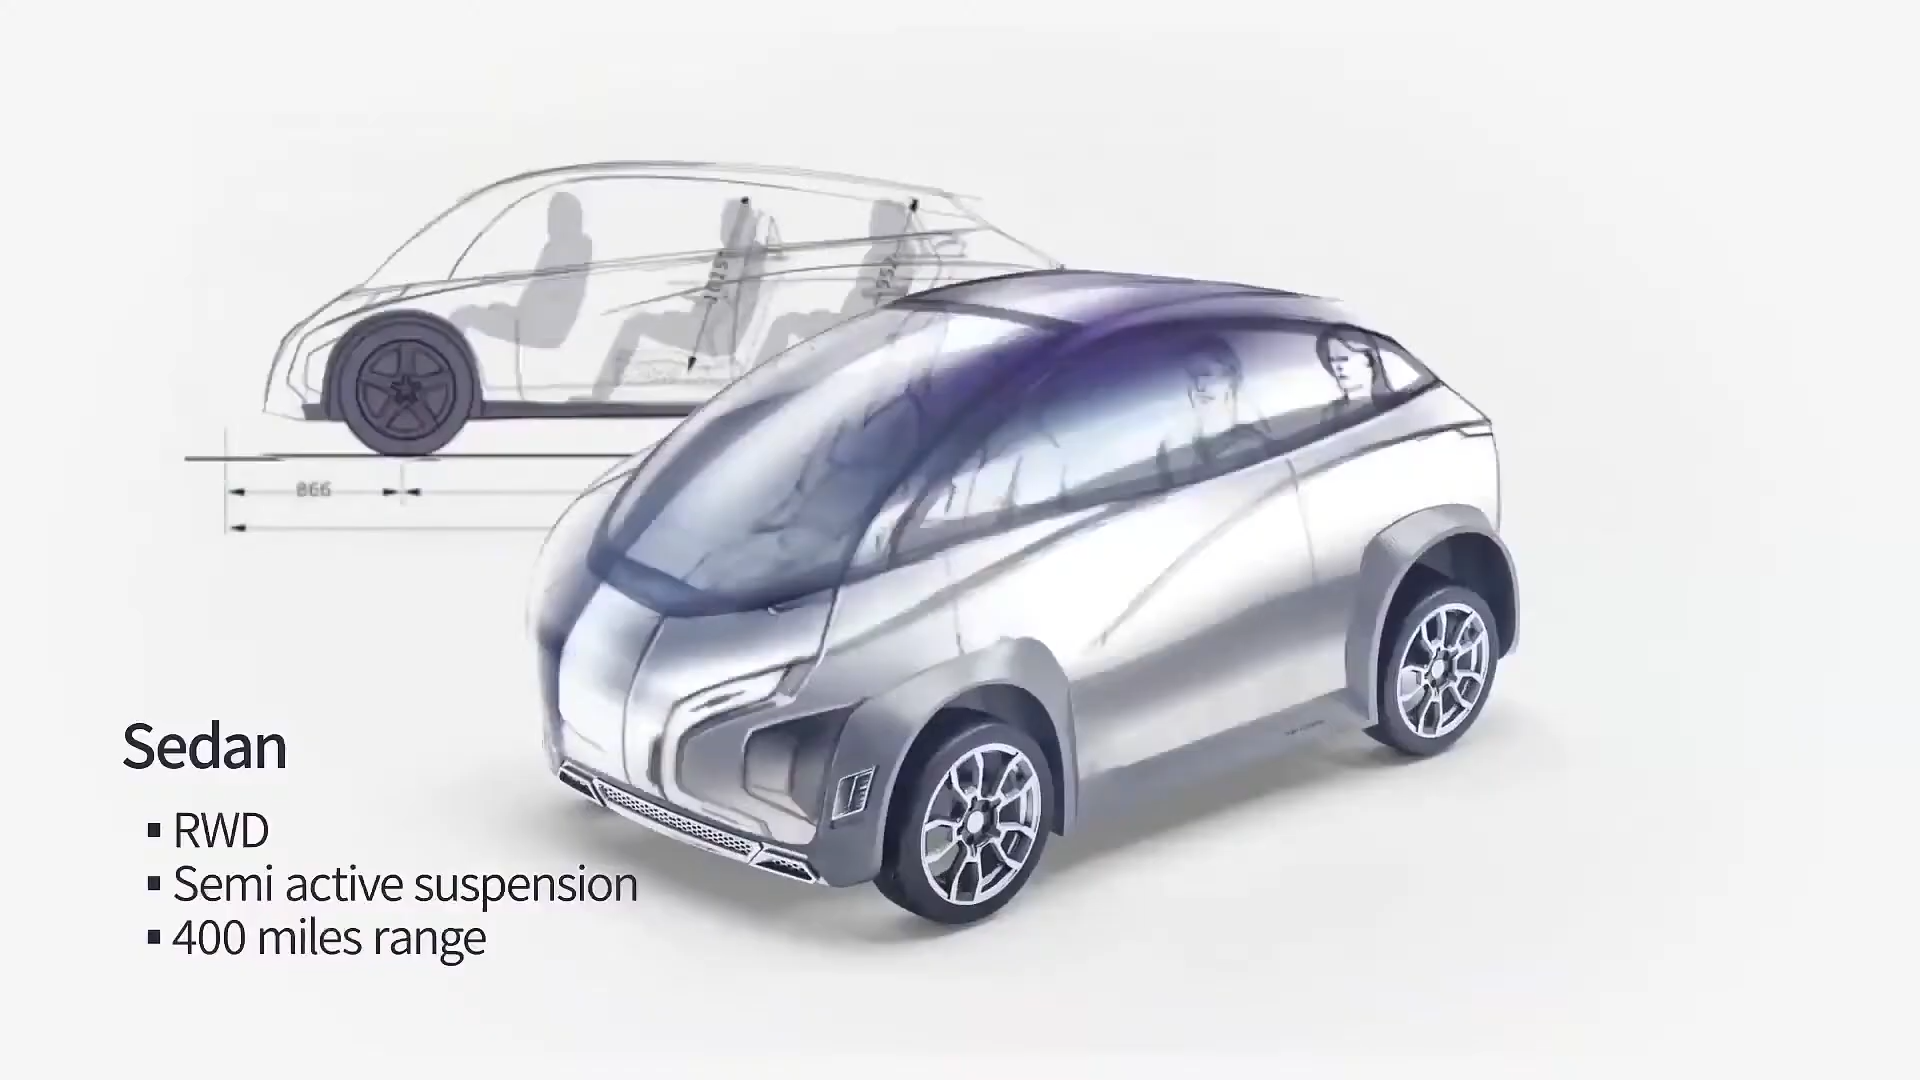 866
Sedan
▪ RWD
▪ Semi active suspension
▪ 400 miles range